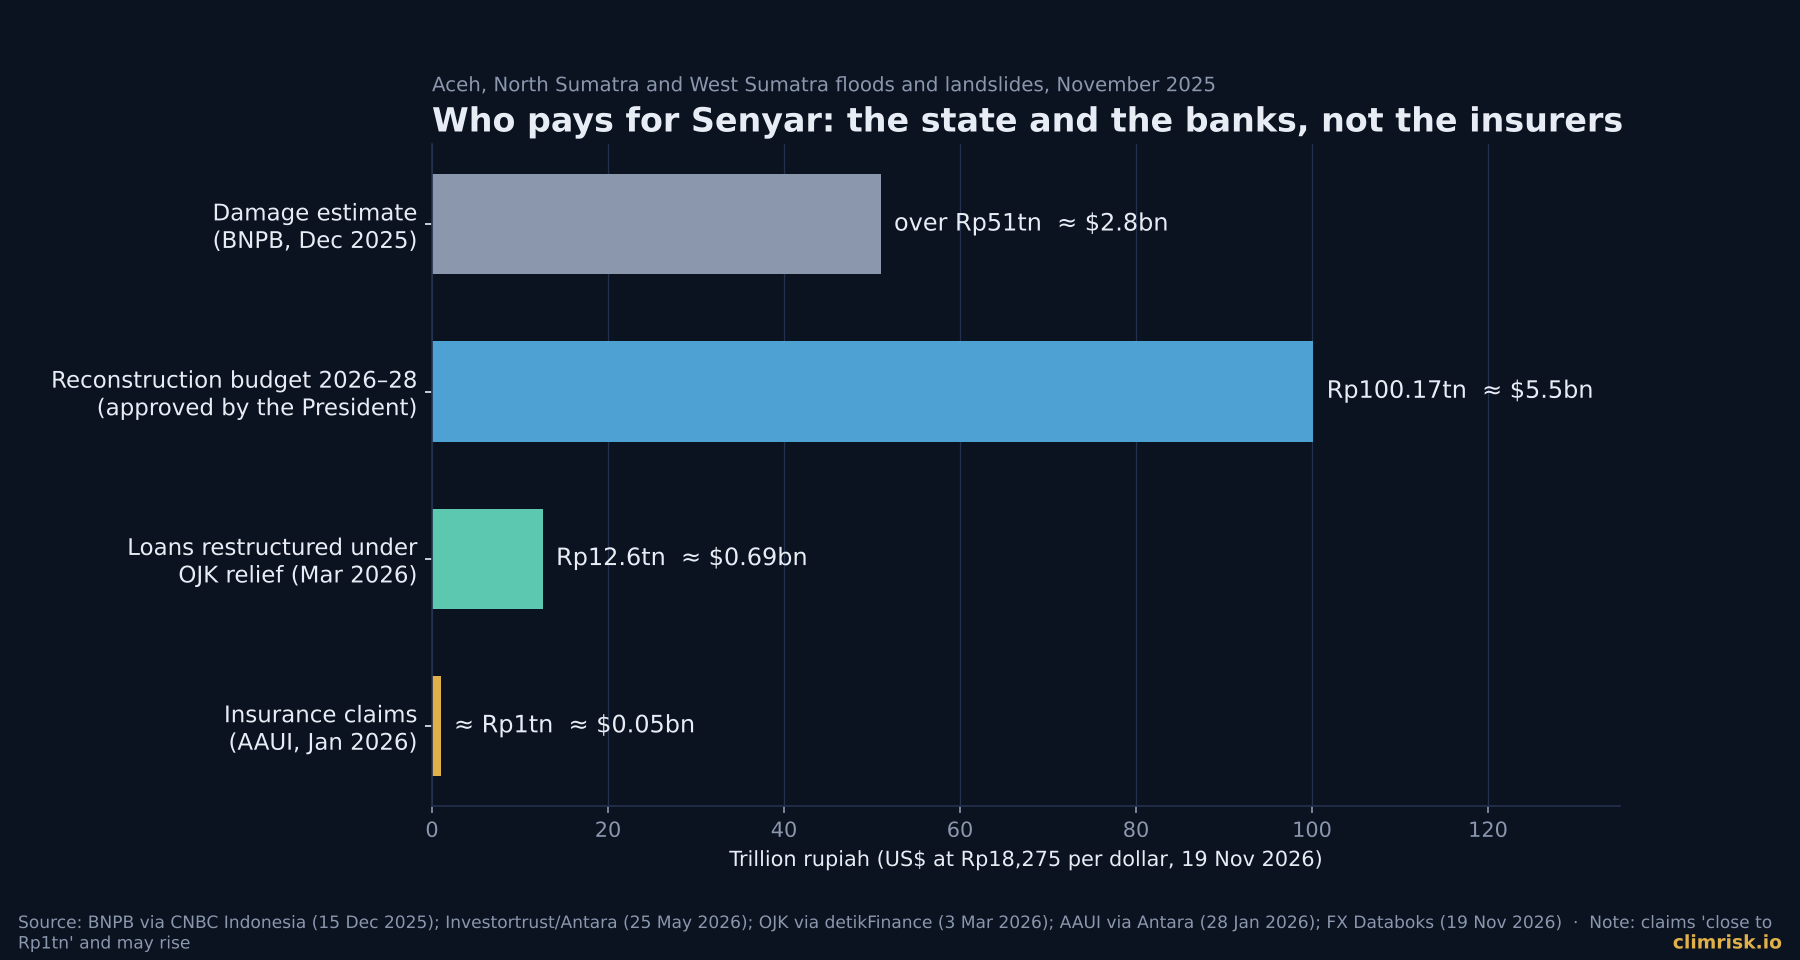 Aceh, North Sumatra and West Sumatra floods and landslides, November 2025
Who pays for Senyar: the state and the banks, not the insurers
Damage estimate
(BNPB, Dec 2025)
over Rp51tn ≈ $2.8bn
Reconstruction budget 2026–28
(approved by the President)
Rp100.17tn ≈ $5.5bn
Loans restructured under
OJK relief (Mar 2026)
Rp12.6tn ≈ $0.69bn
Insurance claims
(AAUI, Jan 2026)
≈ Rp1tn ≈ $0.05bn
0 20 40 60 80 100 120
Trillion rupiah (US$ at Rp18,275 per dollar, 19 Nov 2026)
Source: BNPB via CNBC Indonesia (15 Dec 2025); Investortrust/Antara (25 May 2026); OJK via detikFinance (3 Mar 2026); AAUI via Antara (28 Jan 2026); FX Databoks (19 Nov 2026) · Note: claims 'close to
Rp1tn' and may rise
climrisk.io